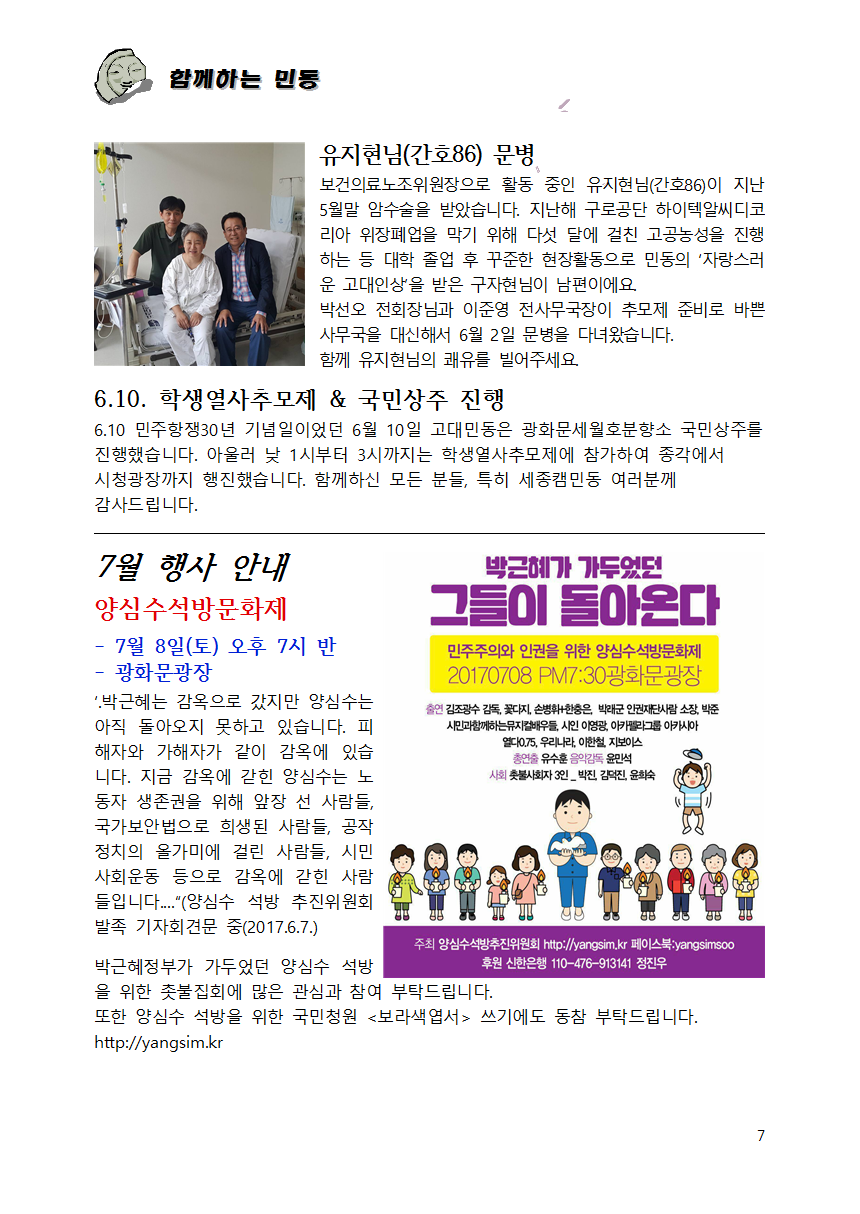 함께하는 민동
유지현님(간호86) 문병
보건의료노조위원장으로 활동 중인 유지현님(간호86)이 지난
5월말 암수술을 받았습니다. 지난해 구로공단 하이텍알씨디코
리아 위장폐업을 막기 위해 다섯 달에 걸친 고공농성을 진행
하는 등 대학 졸업 후 꾸준한 현장활동으로 민동의 '자랑스러
운 고대인상'을 받은 구자현님이 남편이에요.
박선오 전회장님과 이준영 전사무국장이 추모제 준비로 바쁜
사무국을 대신해서 6월 2일 문병을 다녀왔습니다.
함께 유지현님의 쾌유를 빌어주세요.
6.10. 학생열사추모제 & 국민상주 진행
6.10 민주항쟁30년 기념일이었던 6월 10일 고대민동은 광화문세월호분향소 국민상주를
진행했습니다. 아울러 낮 1시부터 3시까지는 학생열사추모제에 참가하여 종각에서
시청광장까지 행진했습니다. 함께하신 모든 분들, 특히 세종캠민동 여러분께
감사드립니다.
7월 행사 안내
양심수석방문화제
- 7월 8일(토) 오후 7시 반
- 광화문광장
'.박근혜는 감옥으로 갔지만 양심수는
아직 돌아오지 못하고 있습니다. 피
해자와 가해자가 같이 감옥에 있습
니다. 지금 감옥에 갇힌 양심수는 노
동자 생존권을 위해 앞장 선 사람들,
국가보안법으로 희생된 사람들, 공작
정치의 올가미에 걸린 사람들, 시민
사회운동 등으로 감옥에 갇힌 사람
들입니다...."(양심수 석방 추진위원회
발족 기자회견문 중(2017.6.7.)
박근혜정부가 가두었던 양심수 석방
을 위한 촛불집회에 많은 관심과 참여 부탁드립니다.
또한 양심수 석방을 위한 국민청원 <보라색엽서> 쓰기에도 동참 부탁드립니다.
http://yangsim.kr
박근혜가 가두었던
그들이 돌아온다
민주주의와 인권을 위한 양심수석방문화제
20170708 PM7:30광화문광장
출연 김조광수 감독, 꽃다지, 손병휘+한충은, 박래군 인권재단사람 소장, 박준
시민과함께하는뮤지컬배우들, 시인 이영광, 아카펠라그룹 아카시아
열다0.75, 우리나라, 이한철, 지보이스
총연출 유수훈 음악감독 윤민석
사회 촛불사회자 3인 _ 박진, 김덕진, 윤희숙
주최 양심수석방추진위원회 http://yangsim.kr 페이스북:yangsimsoo
후원 신한은행 110-476-913141 정진우
7